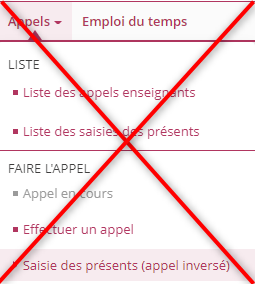 Appels Emploi du temps
LISTE
Liste des appels enseignants
Liste des saisies des présents
FAIRE L'APPEL
Appel en cours
Effectuer un appel
Saisie des présents (appel inversé)